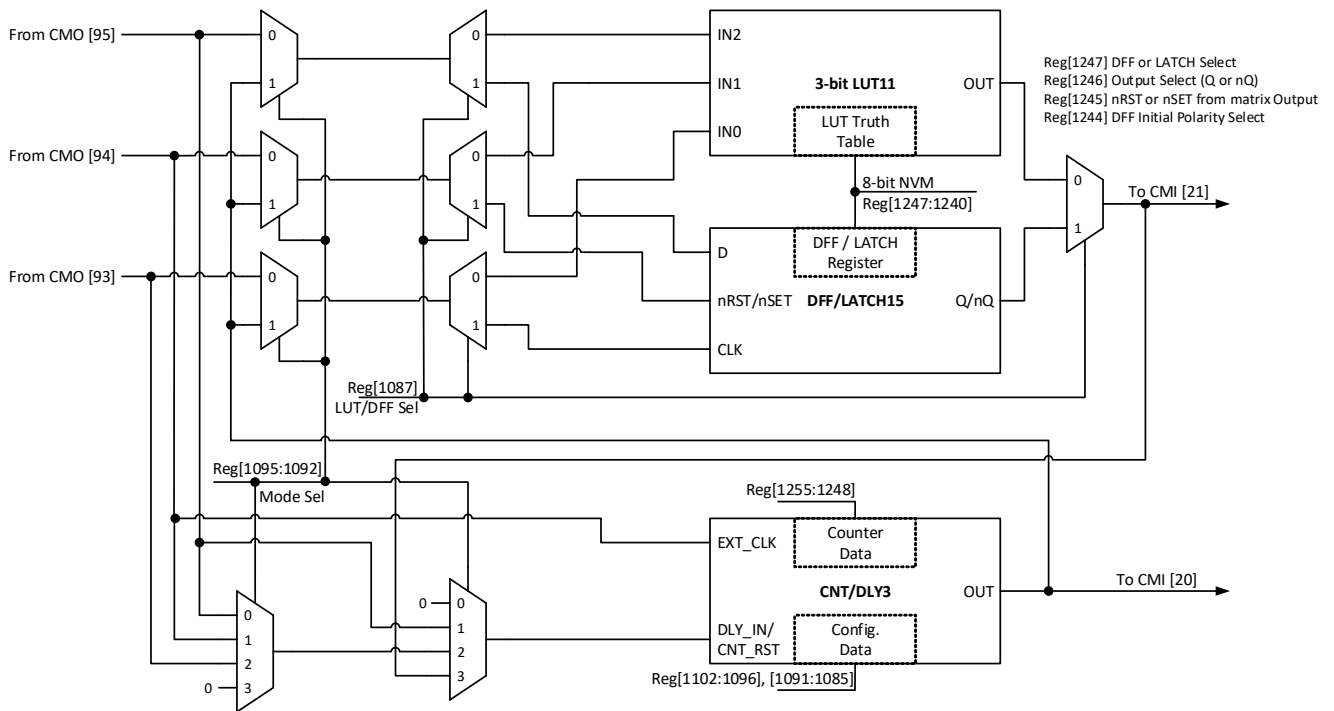 From CMO [95]
0
1
0
1
IN2
IN1
IN0
3-bit LUT11
OUT
LUT Truth
Table
Reg[1247] DFF or LATCH Select
Reg[1246] Output Select (Q or nQ)
Reg[1245] nRST or nSET from matrix Output
Reg[1244] DFF Initial Polarity Select
From CMO [94]
0
1
0
1
8-bit NVM
Reg[1247:1240]
0
1
To CMI [21]
From CMO [93]
0
1
0
1
DFF / LATCH
Register
D
nRST/nSET
CLK
DFF/LATCH15
Q/nQ
Reg[1087]
LUT/DFF Sel
Reg[1095:1092]
Mode Sel
Reg[1255:1248]
EXT_CLK
Counter
Data
CNT/DLY3
OUT
To CMI [20]
0
1
2
0
3
0
0
1
2
3
DLY_IN/
CNT_RST
Config.
Data
Reg[1102:1096], [1091:1085]